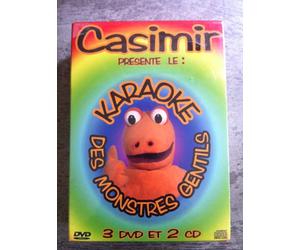 Casimir
PRESENTE LE :
KARAOKE
DES MONSTRES GENTILS
DVD
3 DVD ET 2 CD